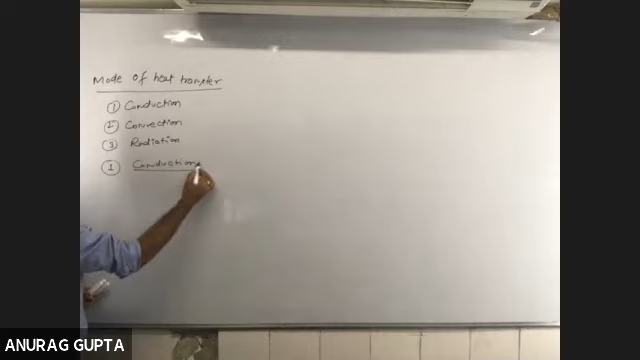 Mode of heat transfer
① Conduction
② Convection
③ Radiation
① Conduction
ANURAG GUPTA